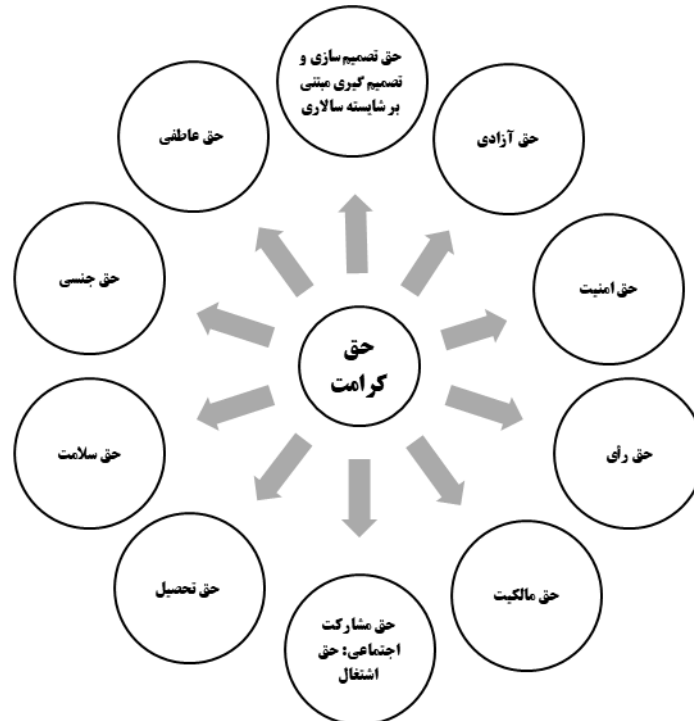 حق تصمیم سازی و
تصمیم گیری مبتنی
بر شایسته سالاری
حق آزادی
حق امنیت
حق رأی
حق مالکیت
حق مشارکت
اجتماعی: حق
اشتغال
حق تحصیل
حق سلامت
حق جنسی
حق عاطفی
حق
کرامت